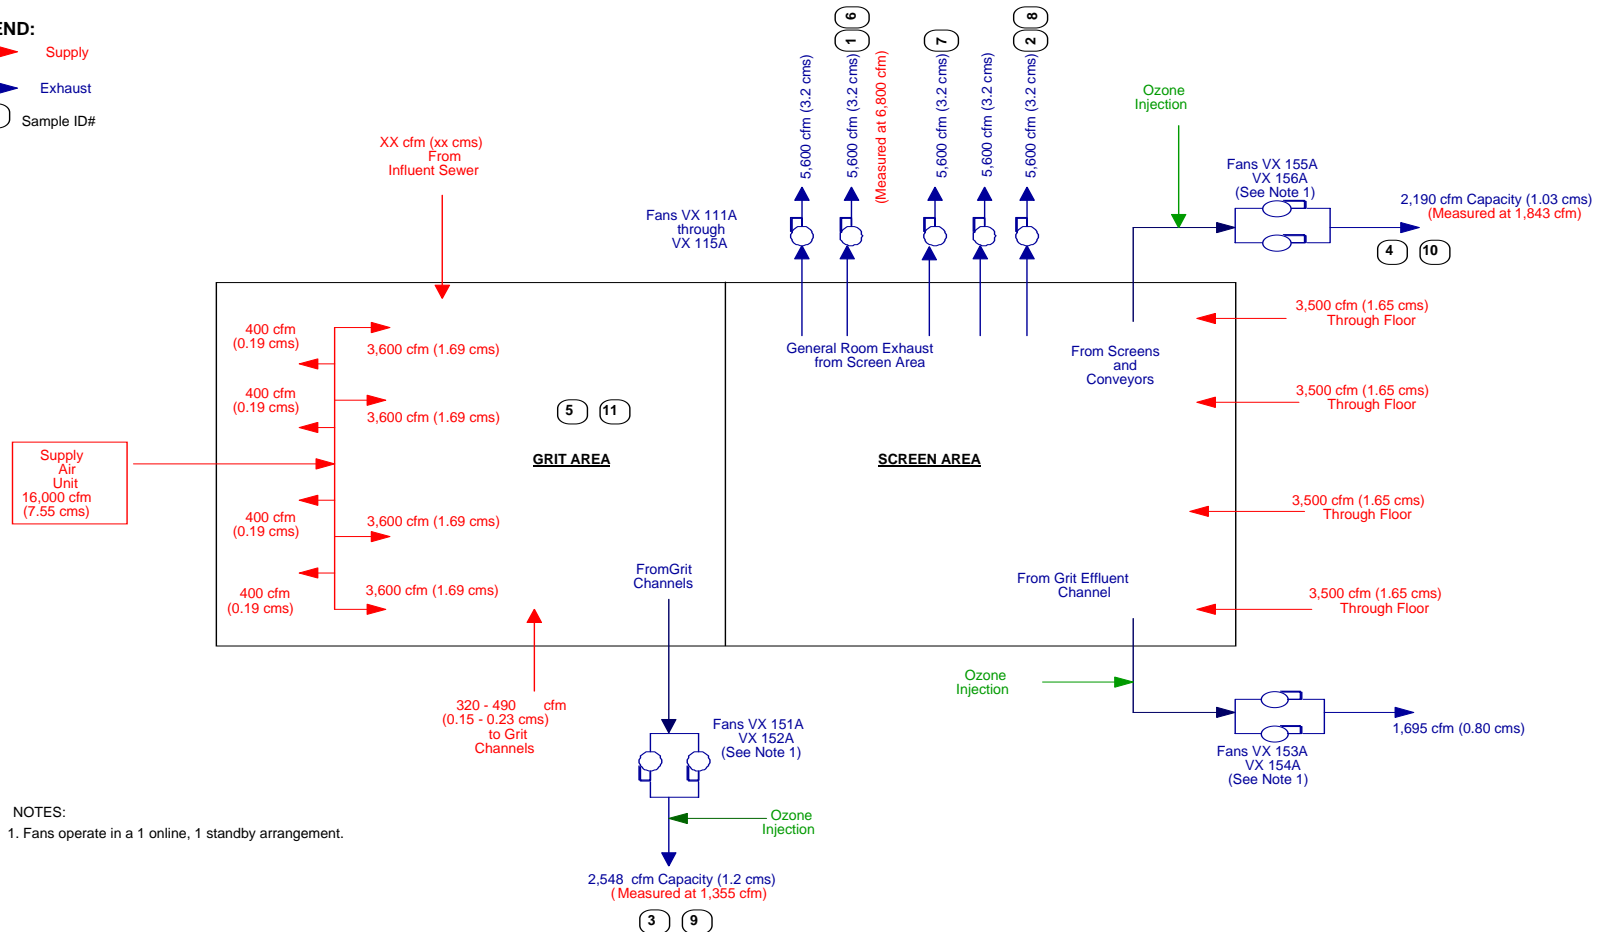 END:
Supply
Exhaust
Sample ID#
XX cfm (xx cms)
From
Influent Sewer
Fans VX 111A
through
VX 115A
5,600 cfm (3.2 cms)
5,600 cfm (3.2 cms)
(Measured at 6,800 cfm)
5,600 cfm (3.2 cms)
5,600 cfm (3.2 cms)
5,600 cfm (3.2 cms)
6
1
7
8
2
Ozone
Injection
Fans VX 155A
VX 156A
(See Note 1)
2,190 cfm Capacity (1.03 cms)
(Measured at 1,843 cfm)
4
10
400 cfm
(0.19 cms)
3,600 cfm (1.69 cms)
400 cfm
(0.19 cms)
3,600 cfm (1.69 cms)
5
11
Supply
Air
Unit
16,000 cfm
(7.55 cms)
GRIT AREA
400 cfm
(0.19 cms)
3,600 cfm (1.69 cms)
400 cfm
(0.19 cms)
3,600 cfm (1.69 cms)
General Room Exhaust
from Screen Area
From Screens
and
Conveyors
SCREEN AREA
3,500 cfm (1.65 cms)
Through Floor
3,500 cfm (1.65 cms)
Through Floor
3,500 cfm (1.65 cms)
Through Floor
3,500 cfm (1.65 cms)
Through Floor
FromGrit
Channels
From Grit Effluent
Channel
320 - 490 cfm
(0.15 - 0.23 cms)
to Grit
Channels
Fans VX 151A
VX 152A
(See Note 1)
Ozone
Injection
2,548 cfm Capacity (1.2 cms)
(Measured at 1,355 cfm)
3
9
Ozone
Injection
Fans VX 153A
VX 154A
(See Note 1)
1,695 cfm (0.80 cms)
NOTES:
1. Fans operate in a 1 online, 1 standby arrangement.